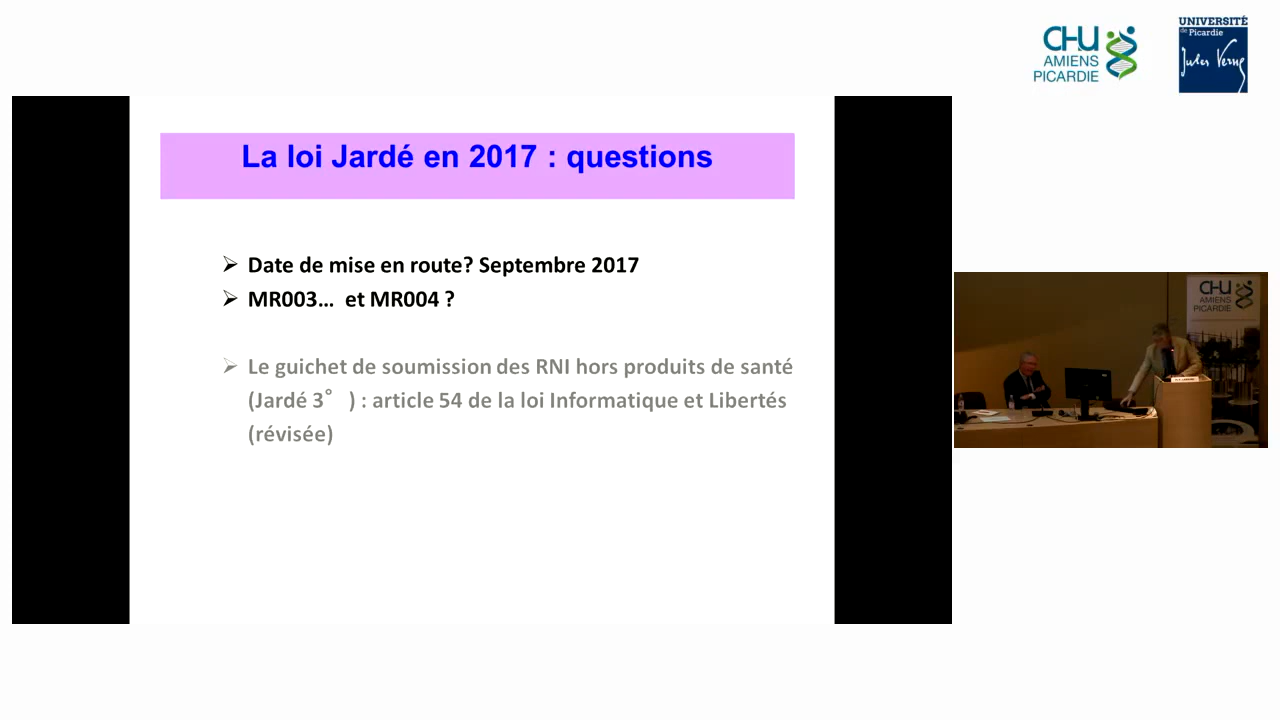 CHU
AMIENS
PICARDIE
UNIVERSITÉ
de Picardie
Jules Verne
La loi Jardé en 2017 : questions
➢ Date de mise en route? Septembre 2017
➢ MR003... et MR004 ?
➢ Le guichet de soumission des RNI hors produits de santé
(Jardé 3° ) : article 54 de la loi Informatique et Libertés
(révisée)
CHU
AMIENS
PICARDIE